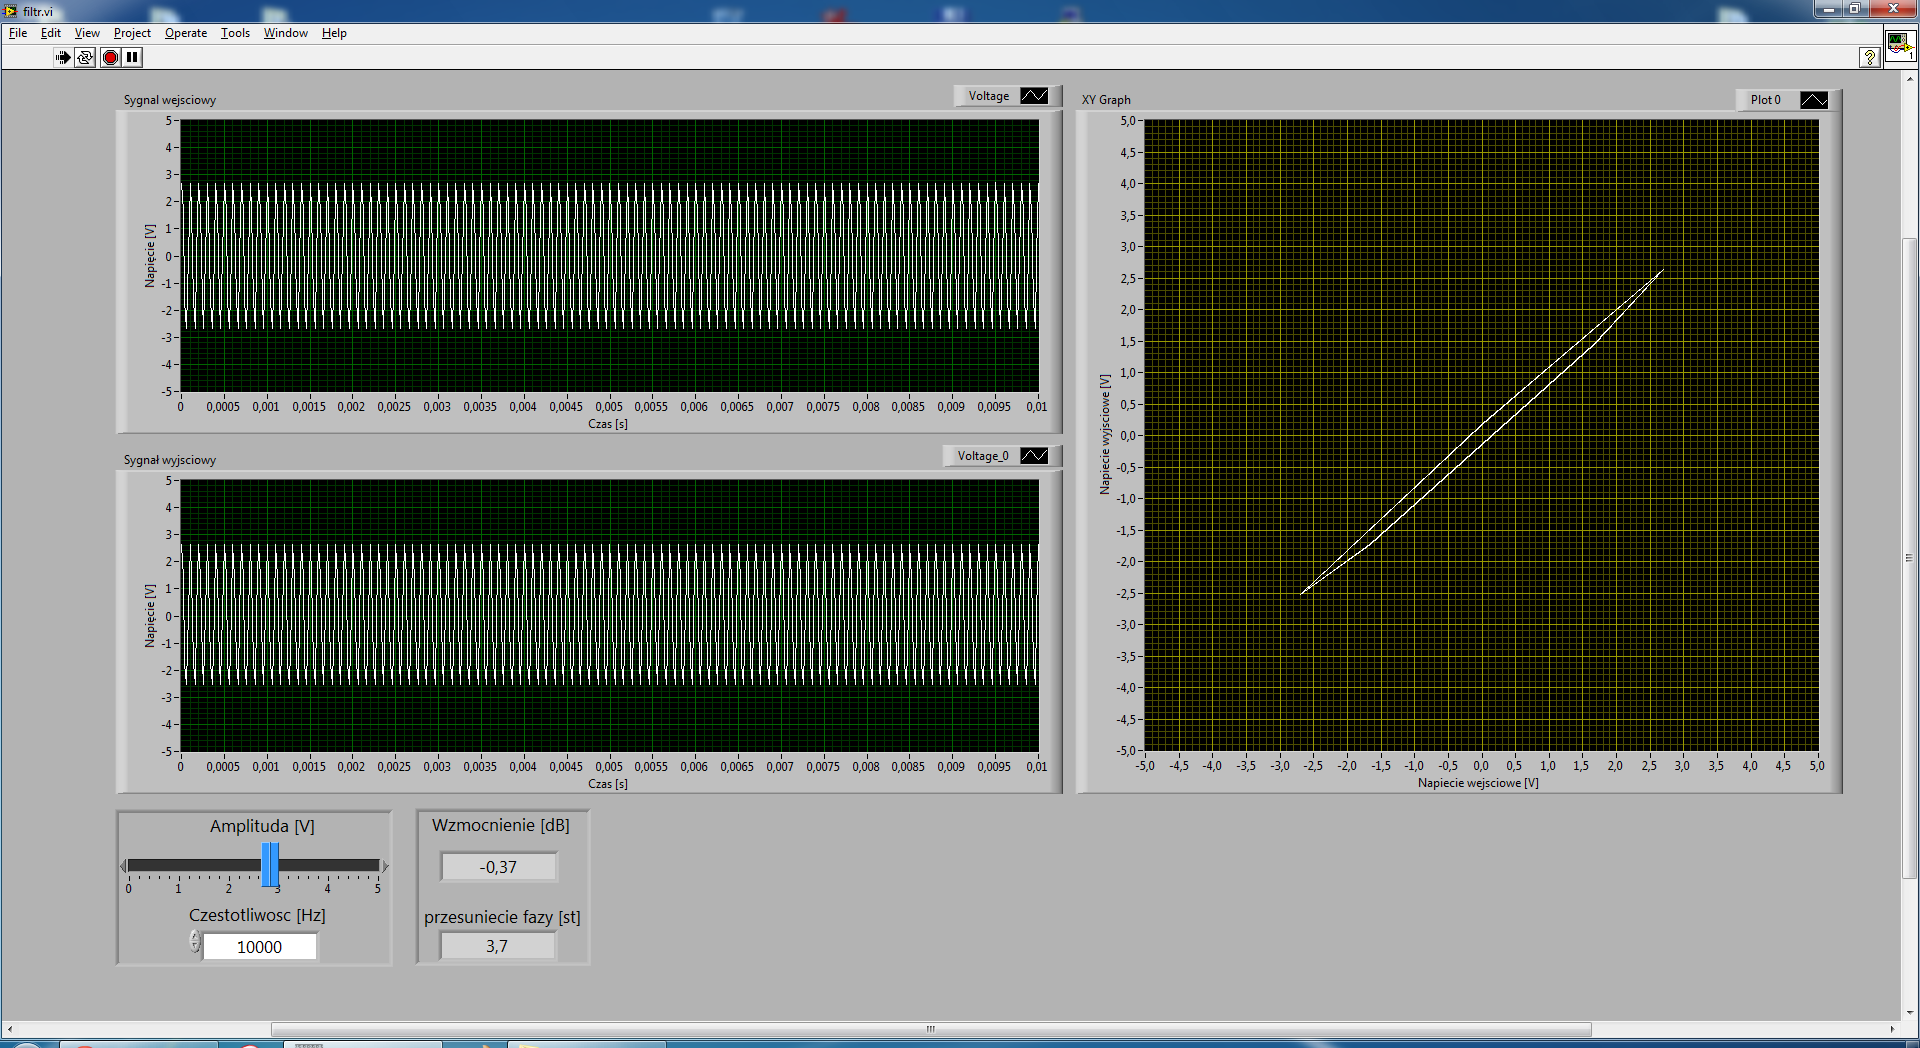 filtr.vi
File Edit View Project Operate Tools Window Help
?
1
Sygnal wejsciowy
Voltage
5
4
3
2
1
0
-1
-2
-3
-4
-5
Napięcie [V]
0 0,0005 0,001 0,0015 0,002 0,0025 0,003 0,0035 0,004 0,0045 0,005 0,0055 0,006 0,0065 0,007 0,0075 0,008 0,0085 0,009 0,0095 0,01
Czas [s]
Sygnał wyjsciowy
Voltage_0
5
4
3
2
1
0
-1
-2
-3
-4
-5
Napięcie [V]
0 0,0005 0,001 0,0015 0,002 0,0025 0,003 0,0035 0,004 0,0045 0,005 0,0055 0,006 0,0065 0,007 0,0075 0,008 0,0085 0,009 0,0095 0,01
Czas [s]
XY Graph
Plot 0
5,0
4,5
4,0
3,5
3,0
2,5
2,0
1,5
1,0
0,5
0,0
-0,5
-1,0
-1,5
-2,0
-2,5
-3,0
-3,5
-4,0
-4,5
-5,0
Napiecie wyjsciowe [V]
-5,0 -4,5 -4,0 -3,5 -3,0 -2,5 -2,0 -1,5 -1,0 -0,5 0,0 0,5 1,0 1,5 2,0 2,5 3,0 3,5 4,0 4,5 5,0
Napiecie wejsciowe [V]
Amplituda [V]
0 1 2 3 4 5
Czestotliwosc [Hz]
10000
Wzmocnienie [dB]
-0,37
przesuniecie fazy [st]
3,7